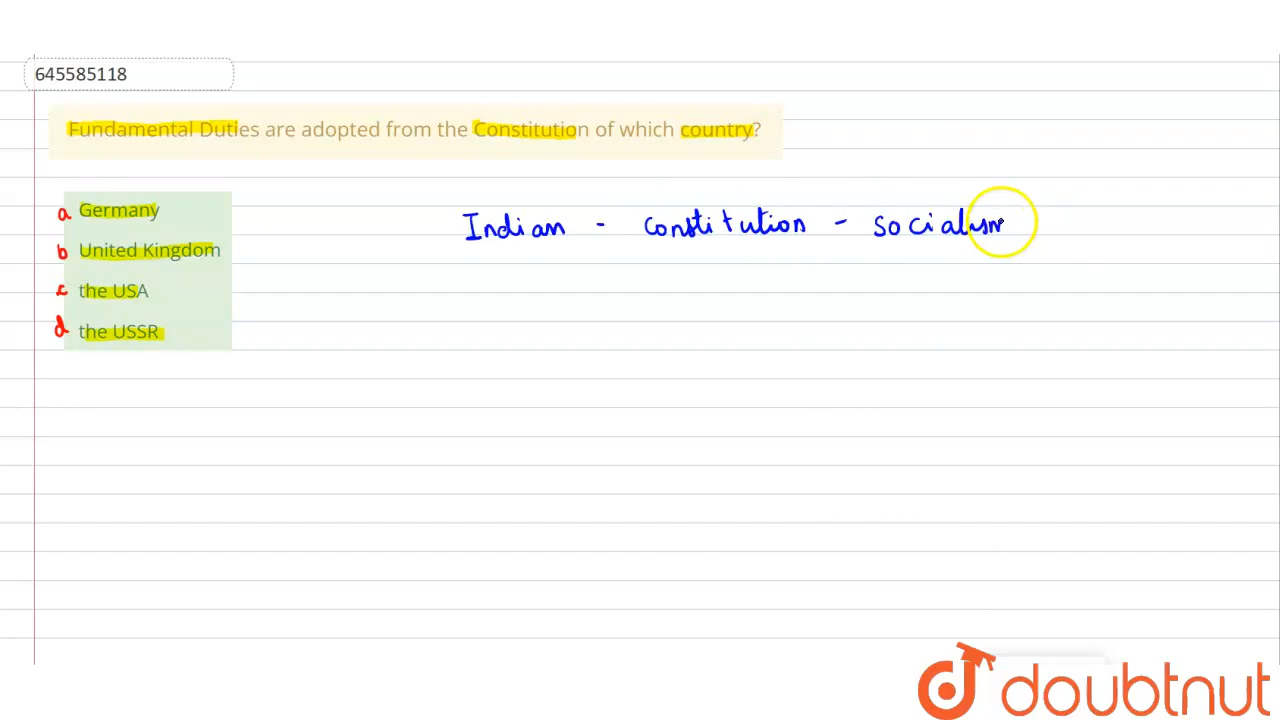 645585118
Fundamental Duties are adopted from the Constitution of which country?
a Germany
Indian - Constitution - Socialism
b United Kingdom
c the USA
d the USSR
doubtnut